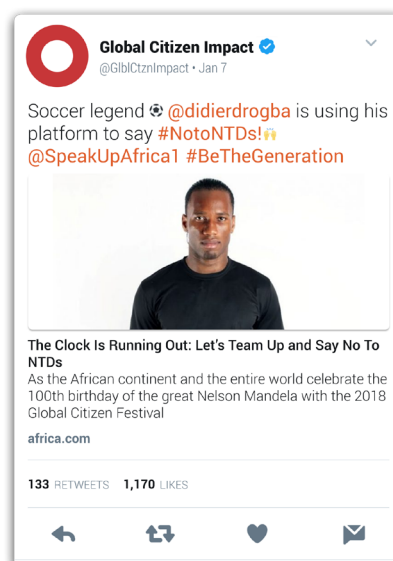 Global Citizen Impact
@GlblCtznImpact • Jan 7
Soccer legend ⚽ @didierdrogba is using his
platform to say #NotoNTDs!🙌
@SpeakUpAfrica1 #BeTheGeneration
The Clock Is Running Out: Let's Team Up and Say No To
NTDs
As the African continent and the entire world celebrate the
100th birthday of the great Nelson Mandela with the 2018
Global Citizen Festival
africa.com
133 RETWEETS 1,170 LIKES